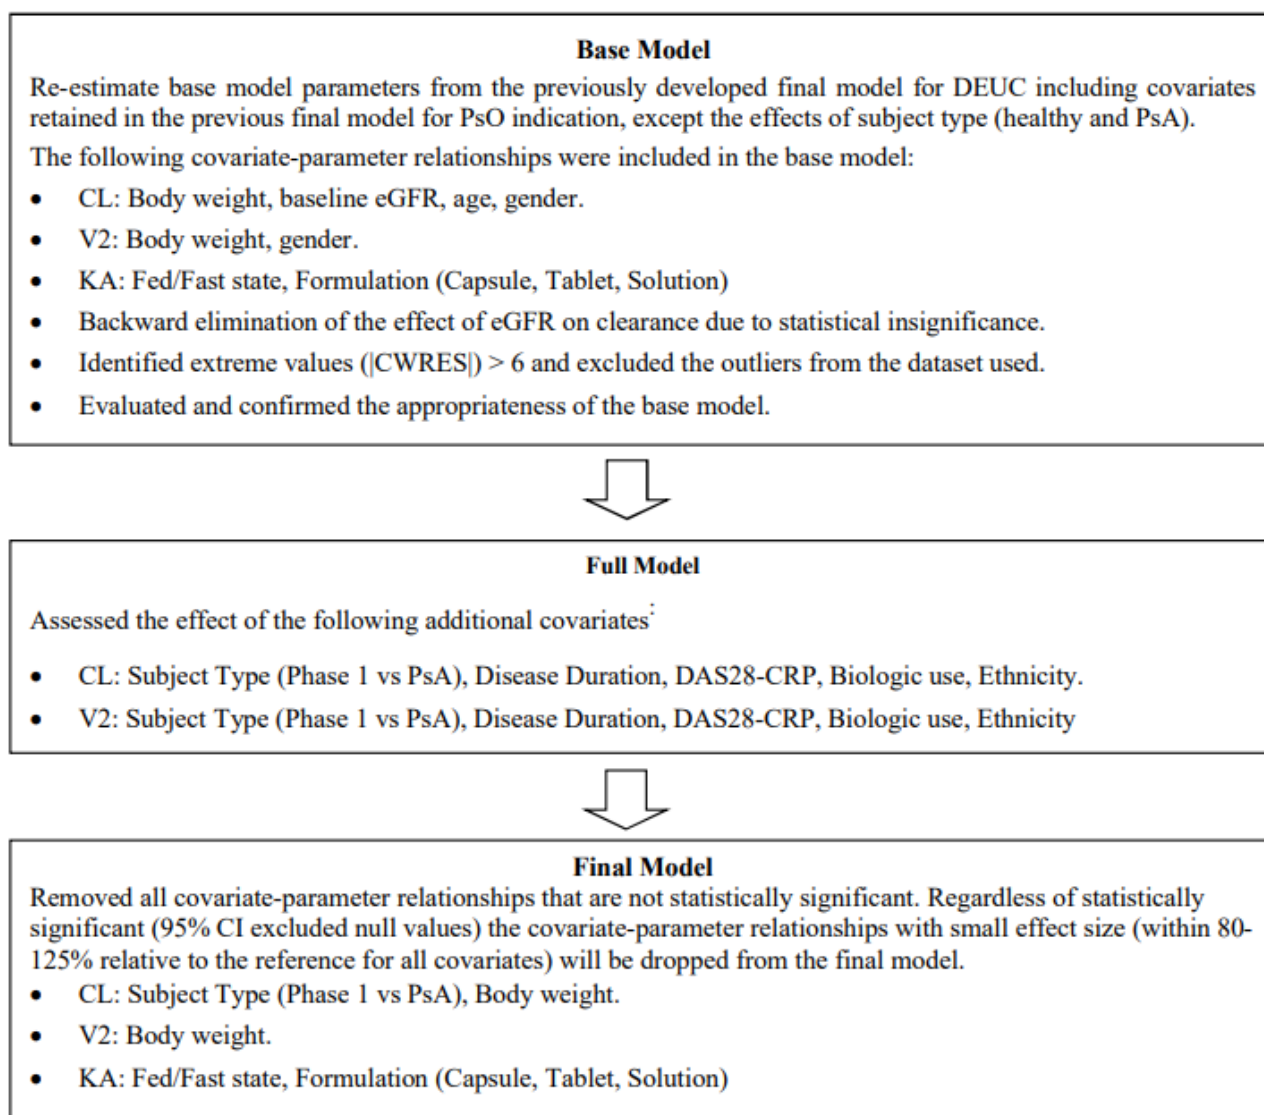 Base Model
Re-estimate base model parameters from the previously developed final model for DEUC including covariates
retained in the previous final model for PsO indication, except the effects of subject type (healthy and PsA).
The following covariate-parameter relationships were included in the base model:
• CL: Body weight, baseline eGFR, age, gender.
• V2: Body weight, gender.
• KA: Fed/Fast state, Formulation (Capsule, Tablet, Solution)
• Backward elimination of the effect of eGFR on clearance due to statistical insignificance.
• Identified extreme values (|CWRES|) > 6 and excluded the outliers from the dataset used.
• Evaluated and confirmed the appropriateness of the base model.
Full Model
Assessed the effect of the following additional covariates:
• CL: Subject Type (Phase 1 vs PsA), Disease Duration, DAS28-CRP, Biologic use, Ethnicity.
• V2: Subject Type (Phase 1 vs PsA), Disease Duration, DAS28-CRP, Biologic use, Ethnicity
Final Model
Removed all covariate-parameter relationships that are not statistically significant. Regardless of statistically
significant (95% CI excluded null values) the covariate-parameter relationships with small effect size (within 80-
125% relative to the reference for all covariates) will be dropped from the final model.
• CL: Subject Type (Phase 1 vs PsA), Body weight.
• V2: Body weight.
• KA: Fed/Fast state, Formulation (Capsule, Tablet, Solution)